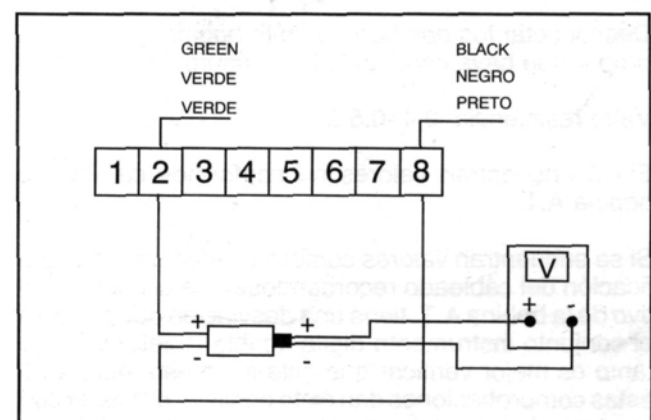 GREEN
VERDE
VERDE
BLACK
NEGRO
PRETO
1 2 3 4 5 6 7 8
V
+ -
+ +
-